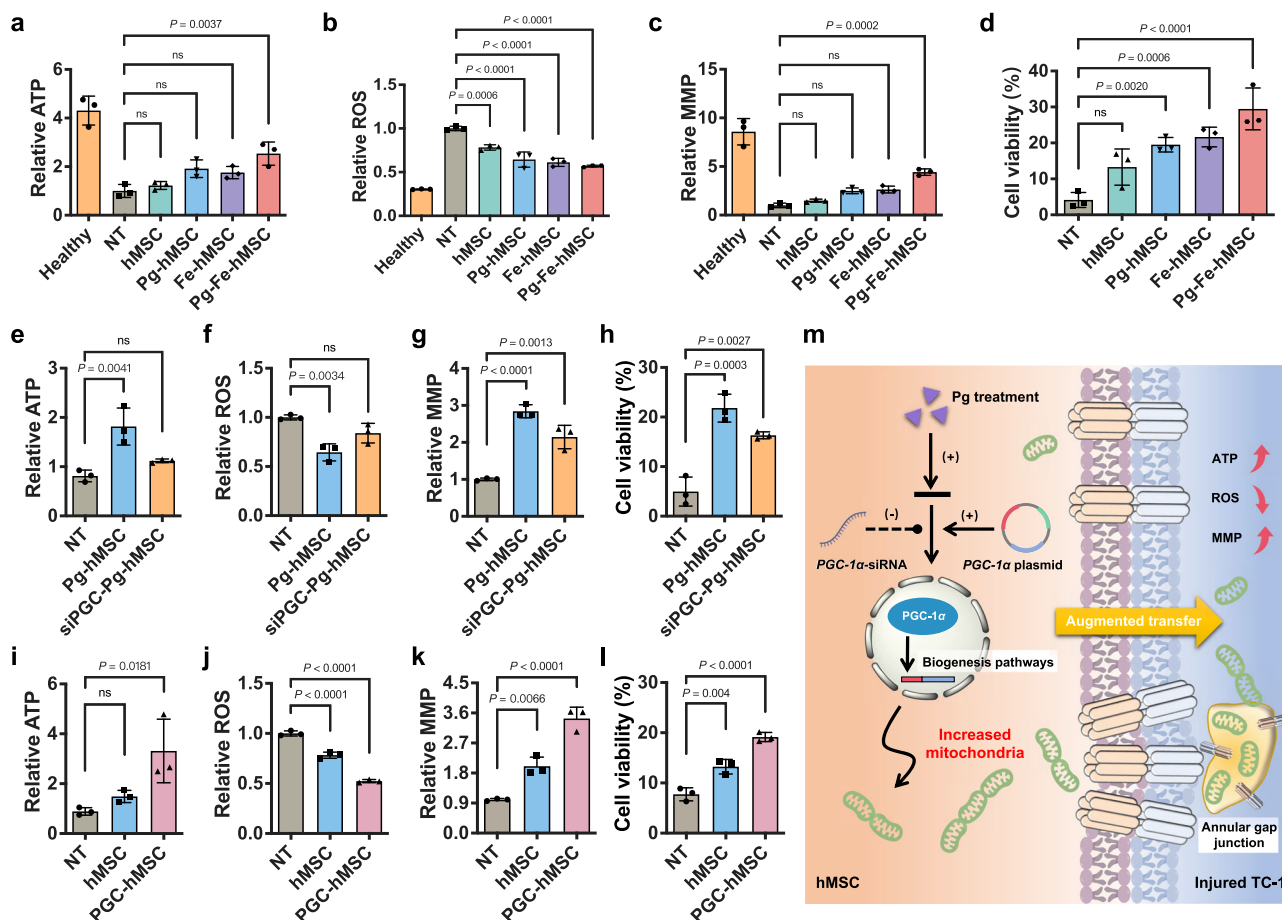 a
P = 0.0037
ns
ns
ns
Relative ATP
6
4
2
0
Healthy
NT
hMSC
Pg-hMSC
Fe-hMSC
Pg-Fe-hMSC
b
P < 0.0001
P < 0.0001
P < 0.0001
P = 0.0006
Relative ROS
1.5
1.0
0.5
0.0
Healthy
NT
hMSC
Pg-hMSC
Fe-hMSC
Pg-Fe-hMSC
c
P = 0.0002
ns
ns
ns
Relative MMP
15
10
5
0
Healthy
NT
hMSC
Pg-hMSC
Fe-hMSC
Pg-Fe-hMSC
d
P < 0.0001
P = 0.0006
P = 0.0020
ns
Cell viability (%)
40
30
20
10
0
NT
hMSC
Pg-hMSC
Fe-hMSC
Pg-Fe-hMSC
e
ns
P = 0.0041
Relative ATP
3
2
1
0
NT
Pg-hMSC
siPGC-Pg-hMSC
f
ns
P = 0.0034
Relative ROS
1.5
1.0
0.5
0.0
NT
Pg-hMSC
siPGC-Pg-hMSC
g
P = 0.0013
P < 0.0001
Relative MMP
4
3
2
1
0
NT
Pg-hMSC
siPGC-Pg-hMSC
h
P = 0.0027
P = 0.0003
Cell viability (%)
30
20
10
0
NT
Pg-hMSC
siPGC-Pg-hMSC
i
P = 0.0181
ns
Relative ATP
6
4
2
0
NT
hMSC
PGC-hMSC
j
P < 0.0001
P < 0.0001
Relative ROS
1.5
1.0
0.5
0.0
NT
hMSC
PGC-hMSC
k
P < 0.0001
P = 0.0066
Relative MMP
4.5
3.6
2.7
1.8
0.9
0.0
NT
hMSC
PGC-hMSC
l
P < 0.0001
P = 0.004
Cell viability (%)
30
20
10
0
NT
hMSC
PGC-hMSC
m
Pg treatment
(+)
(-)
(+)
PGC-1α-siRNA
PGC-1α plasmid
PGC-1α
Biogenesis pathways
Increased
mitochondria
hMSC
ATP
ROS
MMP
Augmented transfer
Annular gap
junction
Injured TC-1